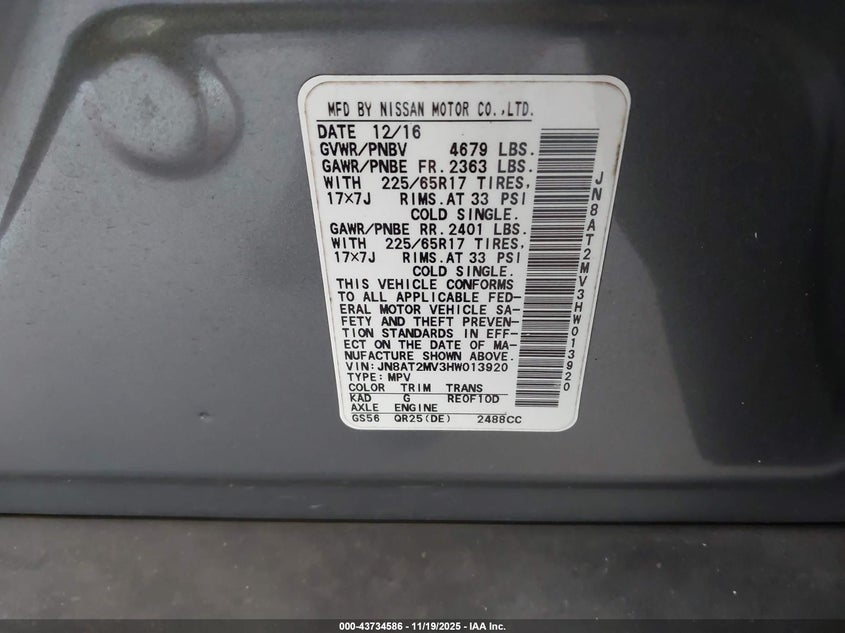 MFD BY NISSAN MOTOR CO.,LTD.
DATE 12/16
GVWR/PNBV 4679 LBS.
GAWR/PNBE FR. 2363 LBS.
WITH 225/65R17 TIRES,
17×7J RIMS.AT 33 PSI
COLD SINGLE.
GAWR/PNBE RR. 2401 LBS.
WITH 225/65R17 TIRES,
17×7J RIMS.AT 33 PSI
COLD SINGLE.
THIS VEHICLE CONFORMS
TO ALL APPLICABLE FED-
ERAL MOTOR VEHICLE SA-
FETY AND THEFT PREVEN-
TION STANDARDS IN EFF-
ECT ON THE DATE OF MA-
NUFACTURE SHOWN ABOVE.
VIN:JN8AT2MV3HW013920
TYPE:MPV
COLOR TRIM TRANS
KAD G RE0F10D
AXLE ENGINE
GS56 QR25(DE) 2488CC
JN8AT2MV3HW013920
000-43734586 - 11/19/2025 - IAA Inc.